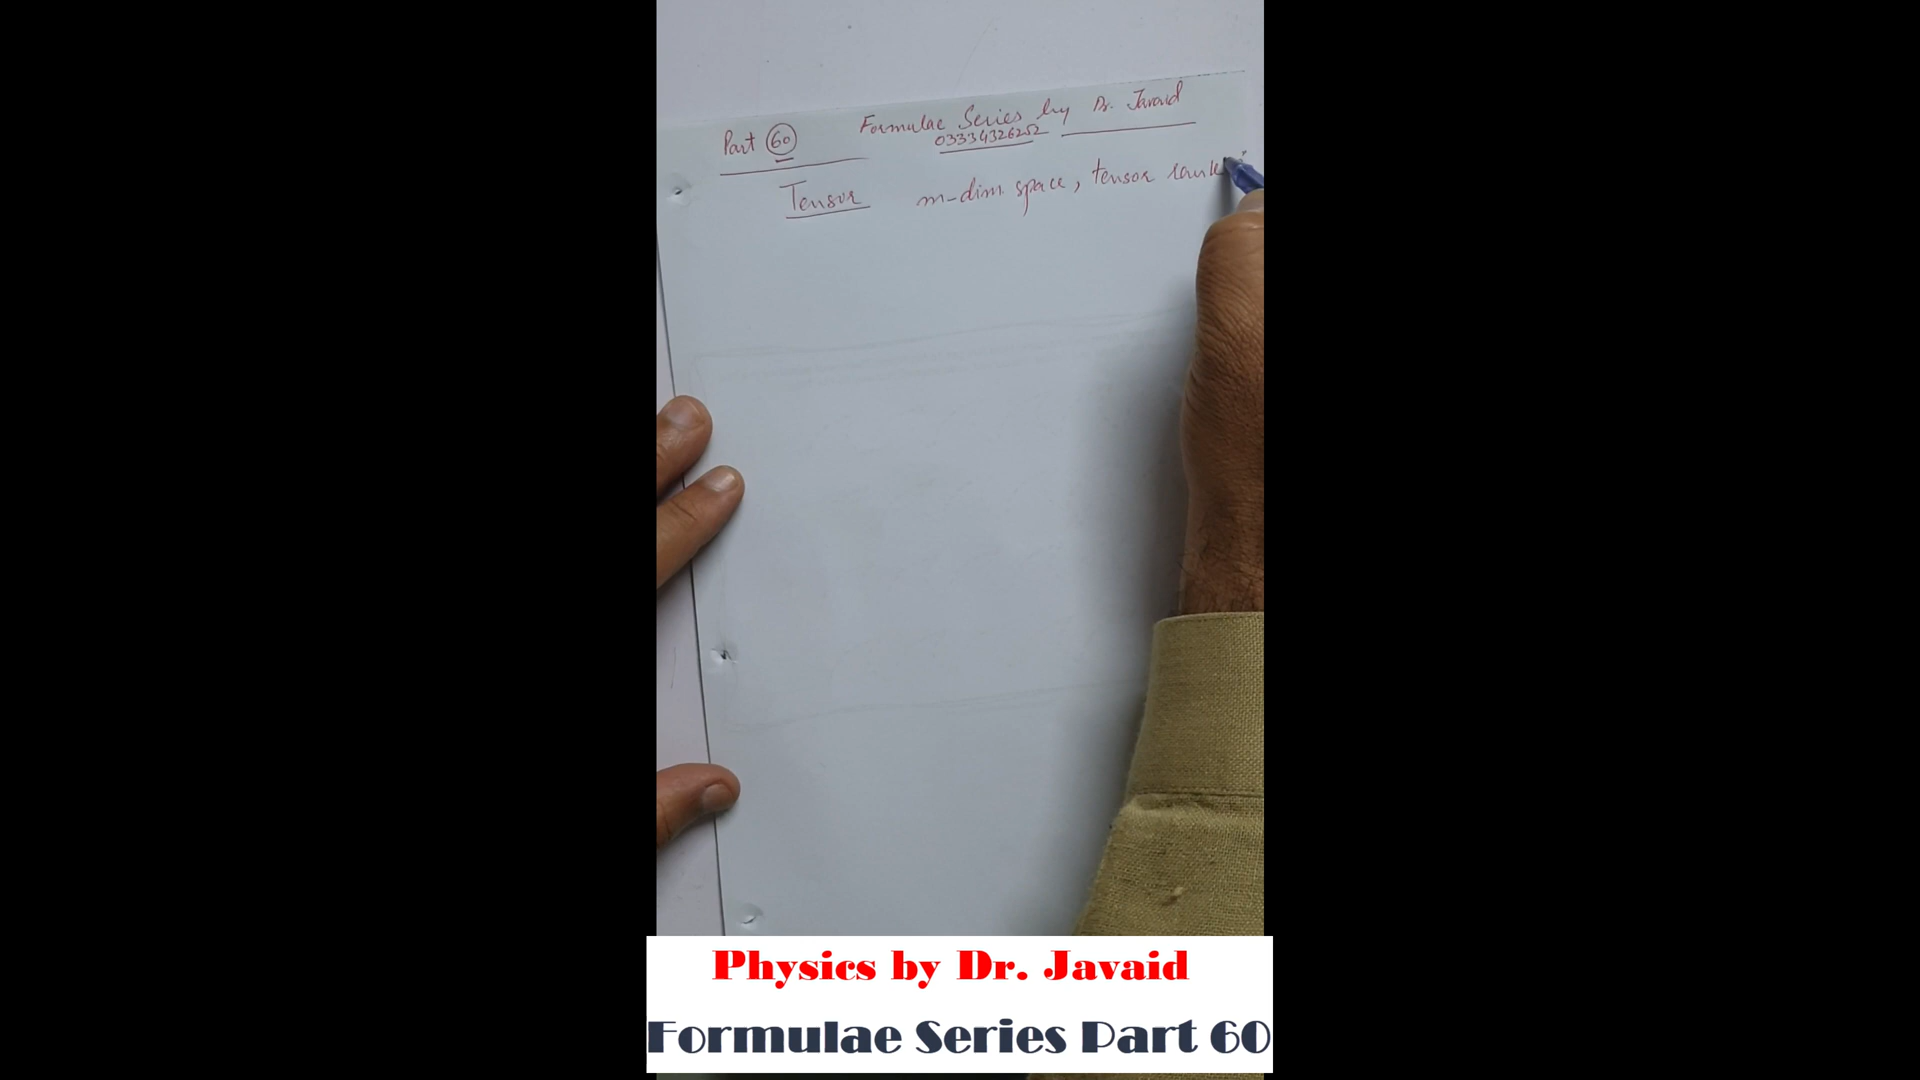 Part 60 Formulae Series by Dr. Javaid
03334326252
Tensor m-dim. space, tensor rank
Physics by Dr. Javaid
Formulae Series Part 60